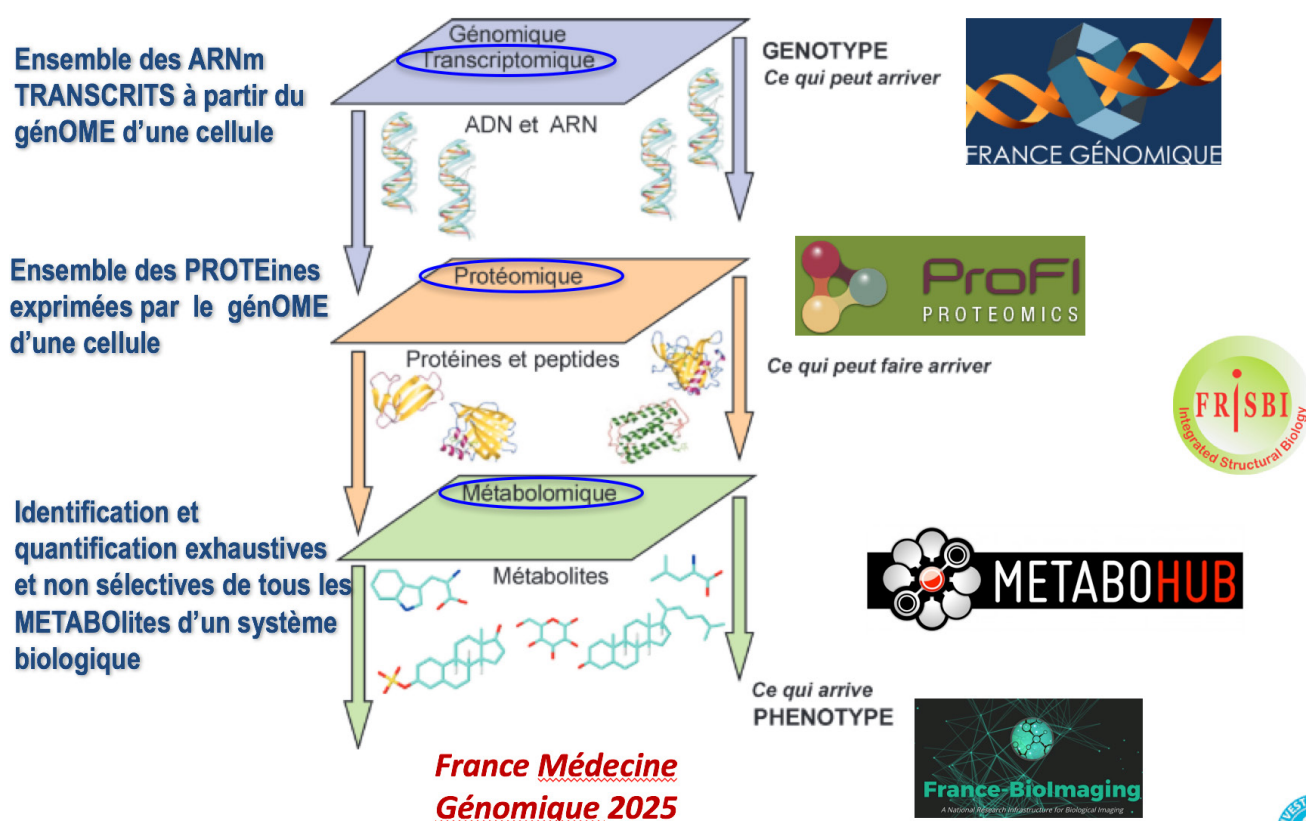 Ensemble des ARNm
TRANSCRITS à partir du
génOME d'une cellule
Génomique
Transcriptomique
ADN et ARN
GENOTYPE
Ce qui peut arriver
FRANCE GÉNOMIQUE
Ensemble des PROTEines
exprimées par le génOME
d'une cellule
Protéomique
Protéines et peptides
ProFI
PROTEOMICS
Ce qui peut faire arriver
FRISBI
Integrated Structural Biology
Identification et
quantification exhaustives
et non sélectives de tous les
METABOlites d'un système
biologique
Métabolomique
Métabolites
METABOHUB
Ce qui arrive
PHENOTYPE
France-BioImaging
A National Research Infrastructure for Biological Imaging
France Médecine
Génomique 2025